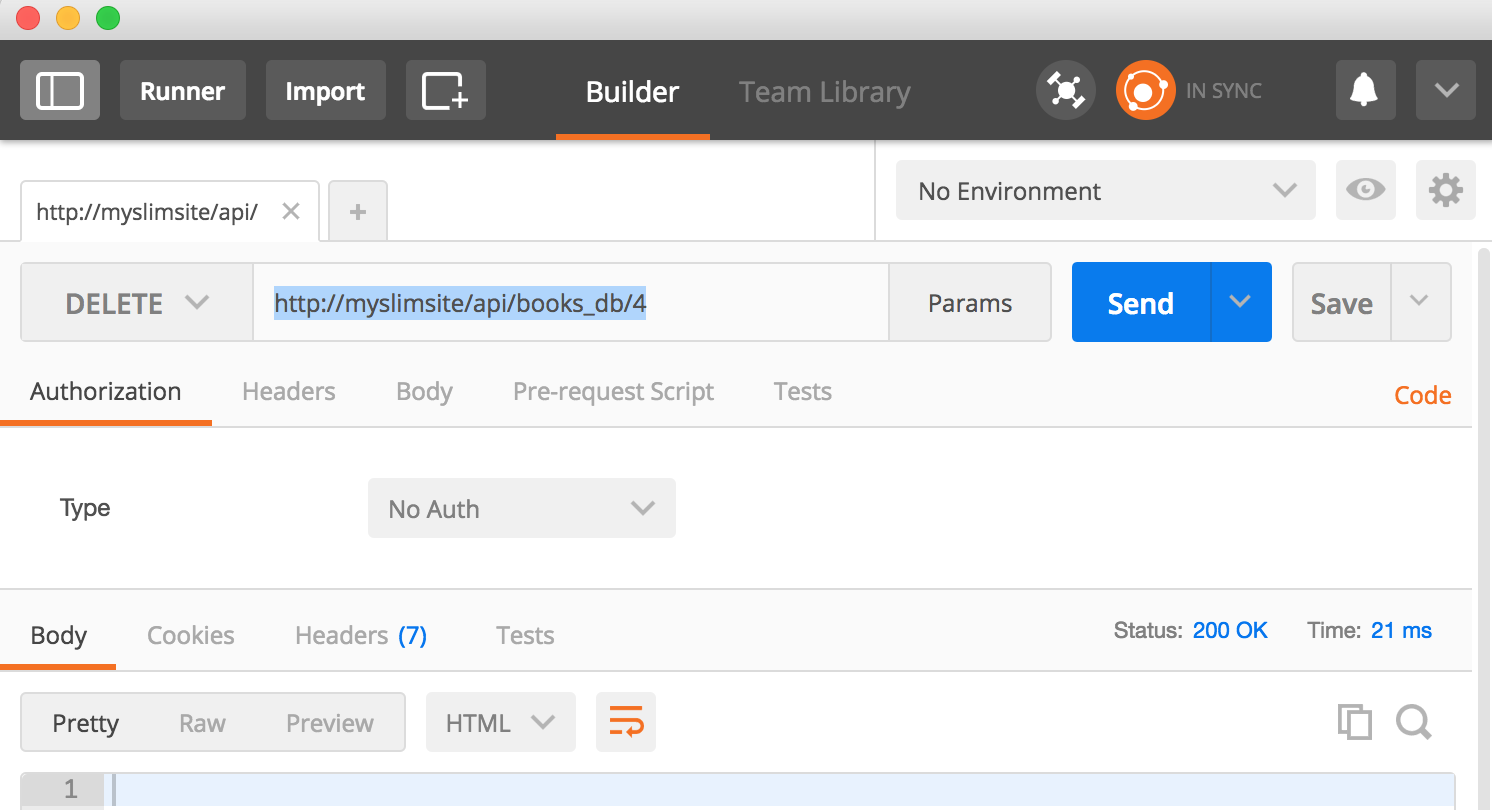 Runner Import Builder Team Library IN SYNC
http://myslimsite/api/ No Environment
DELETE http://myslimsite/api/books_db/4 Params Send Save
Authorization Headers Body Pre-request Script Tests Code
Type No Auth
Body Cookies Headers (7) Tests Status: 200 OK Time: 21 ms
Pretty Raw Preview HTML
1